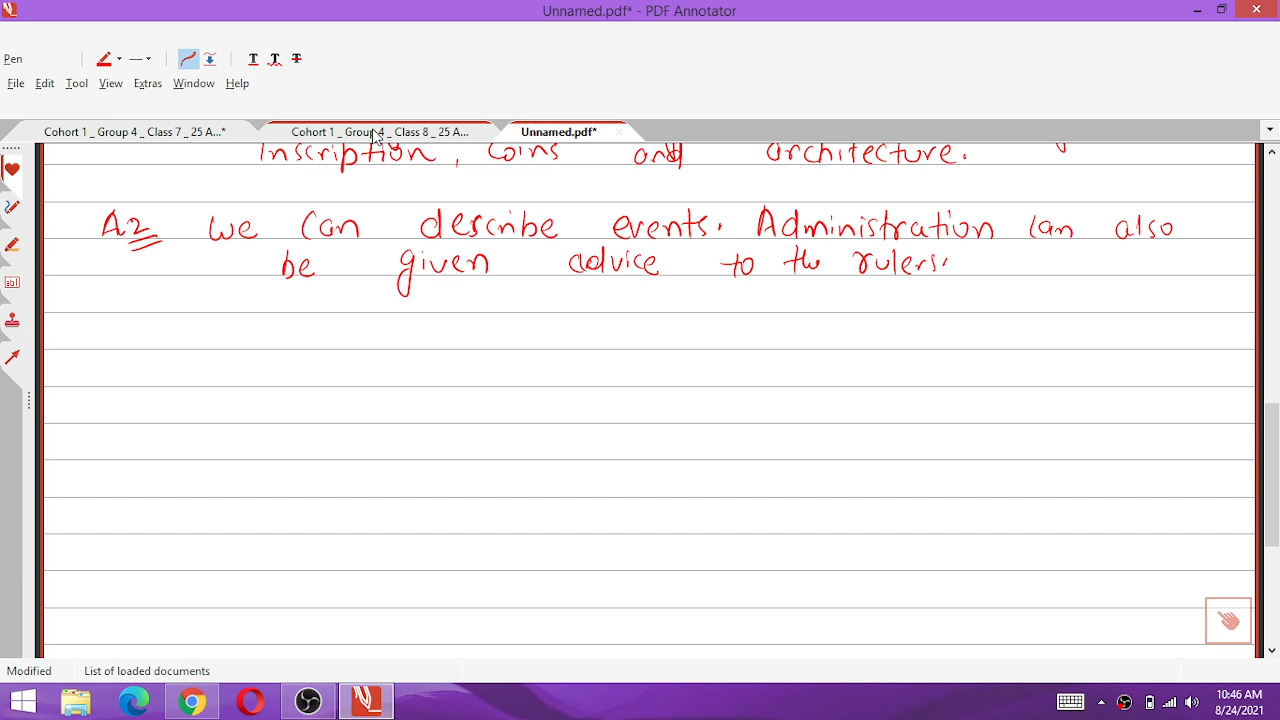 Unnamed.pdf* - PDF Annotator
Pen
File Edit Tool View Extras Window Help
Cohort 1 _ Group 4 _ Class 7 _ 25 A...* Cohort 1 _ Group 4 _ Class 8 _ 25 A... Unnamed.pdf*
Inscription, Coins and architecture.
A2 we can describe events. Administration can also
be given advice to the rulers.
Modified List of loaded documents
10:46 AM
8/24/2021